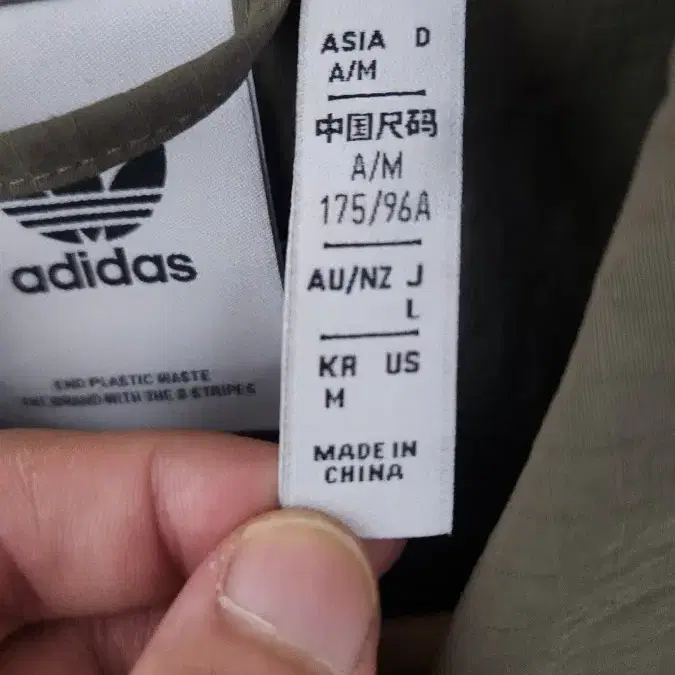 adidas
END PLASTIC WASTE
THE BRAND WITH THE 3 STRIPES
ASIA D
A/M
中国尺码
A/M
175/96A
AU/NZ J
L
KR US
M
MADE IN
CHINA